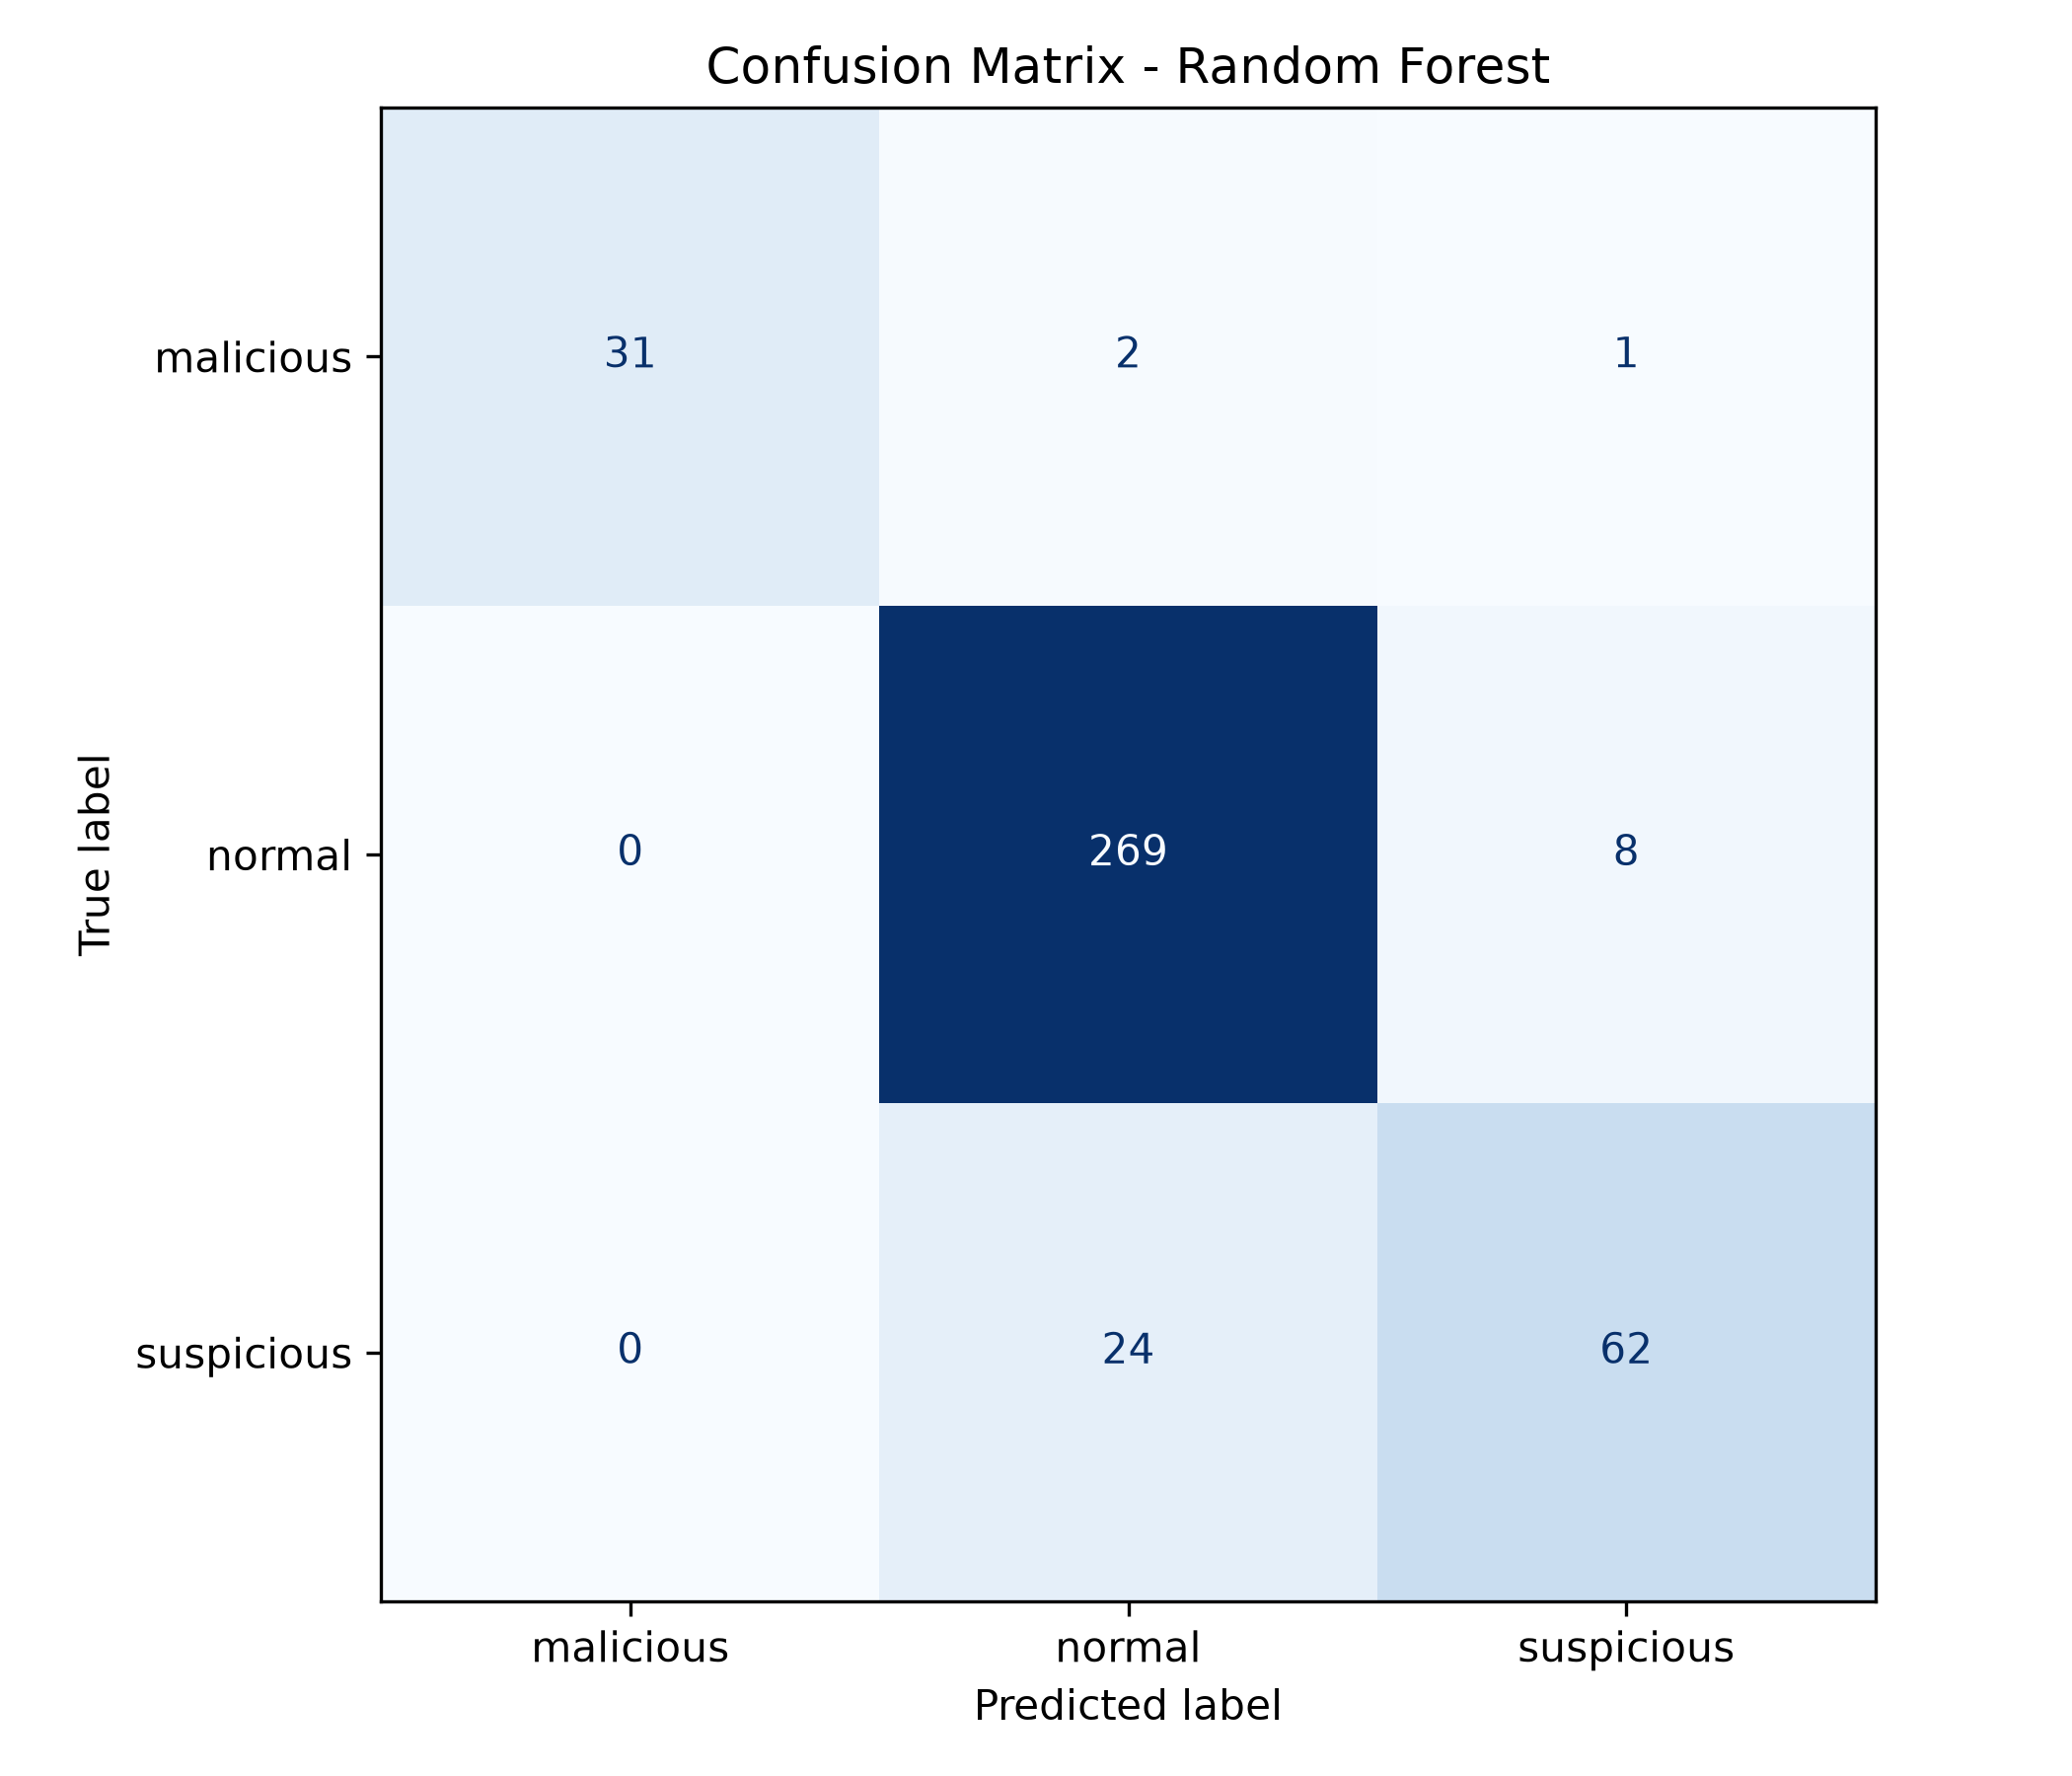 Confusion Matrix - Random Forest
malicious 31 2 1
normal 0 269 8
suspicious 0 24 62
True label
malicious normal suspicious
Predicted label